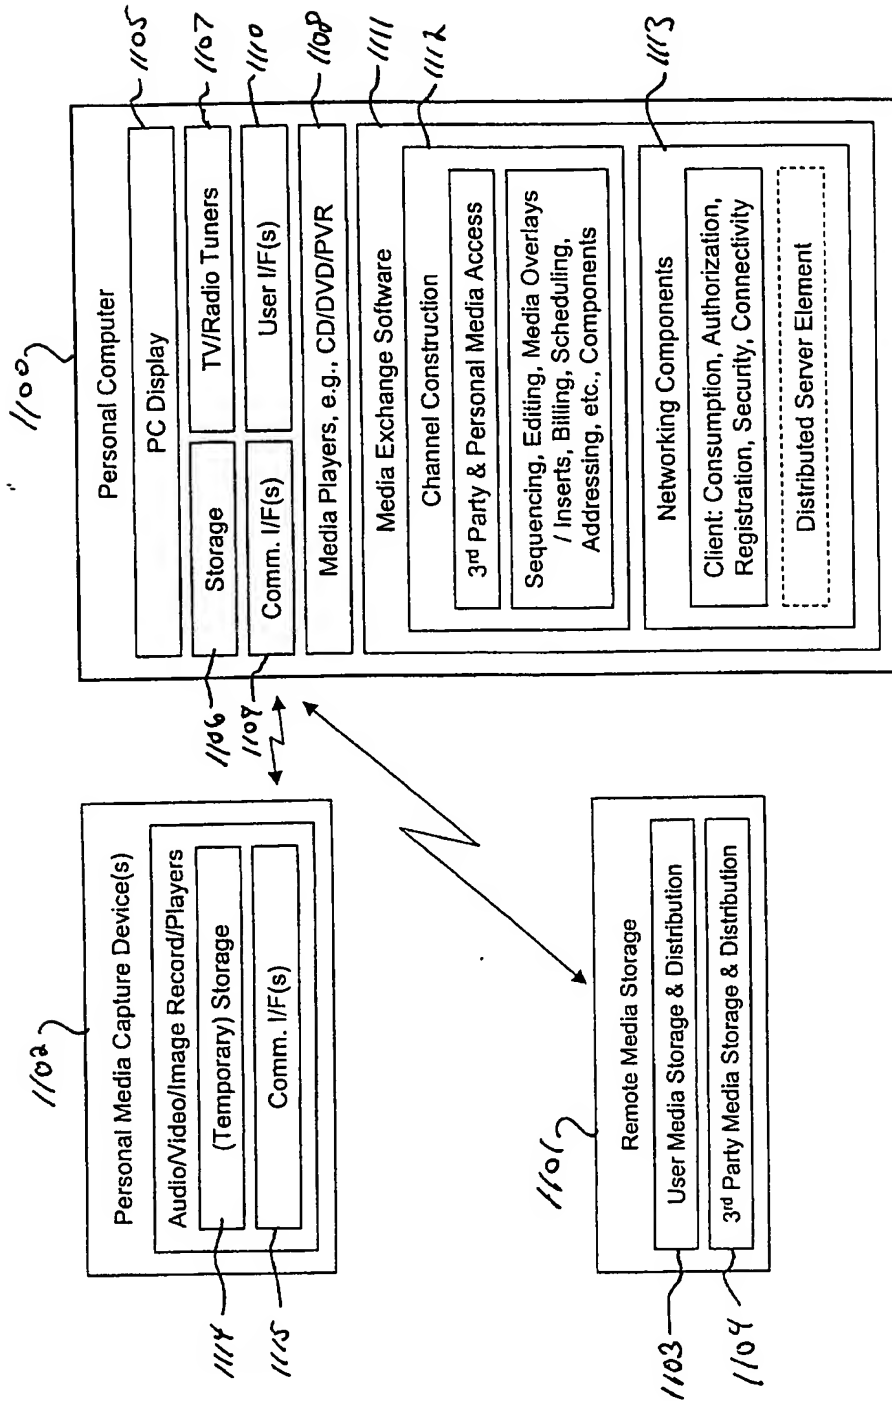 1102
Personal Media Capture Device(s)
Audio/Video/Image Record/Players
1114
(Temporary) Storage
1115
Comm. I/F(s)
1101
Remote Media Storage
1103
User Media Storage & Distribution
1104
3rd Party Media Storage & Distribution
1100
Personal Computer
PC Display
1105
1106
Storage
TV/Radio Tuners
1107
1109
Comm. I/F(s)
User I/F(s)
1110
Media Players, e.g., CD/DVD/PVR
1108
Media Exchange Software
1111
Channel Construction
1112
3rd Party & Personal Media Access
Sequencing, Editing, Media Overlays
/ Inserts, Billing, Scheduling,
Addressing, etc., Components
Networking Components
1113
Client: Consumption, Authorization,
Registration, Security, Connectivity
Distributed Server Element